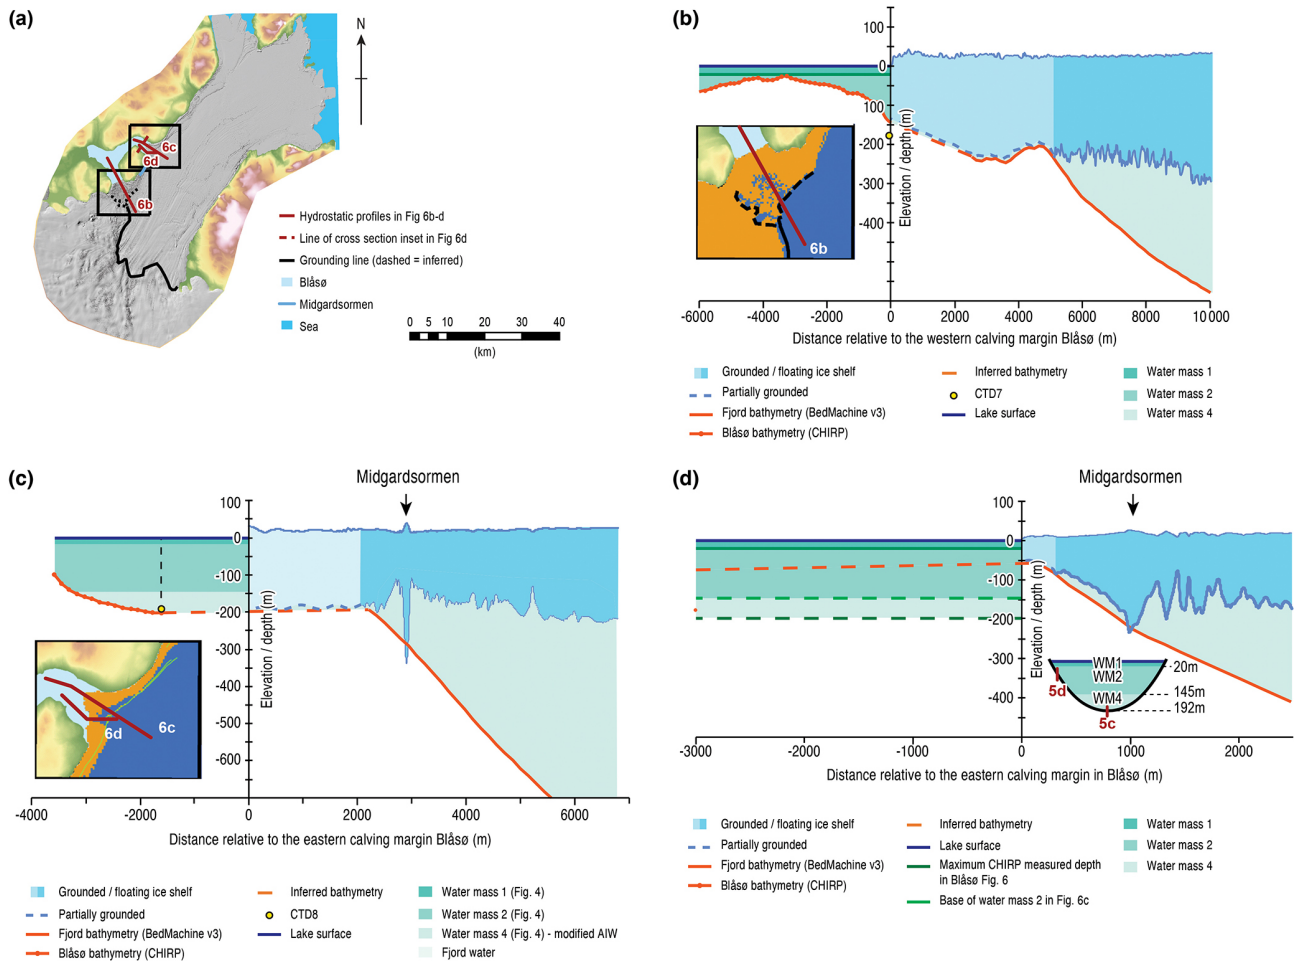 (a)
N
6c
6d
6b
Hydrostatic profiles in Fig 6b-d
Line of cross section inset in Fig 6d
Grounding line (dashed = inferred)
Blåsø
Midgardsormen
Sea
0 5 10 20 30 40
(km)
(b)
100
0
100
-200
-300
-400
Elevation / depth (m)
6b
-6000 -4000 -2000 0 2000 4000 6000 8000 10 000
Distance relative to the western calving margin Blåsø (m)
Grounded / floating ice shelf
Partially grounded
Fjord bathymetry (BedMachine v3)
Blåsø bathymetry (CHIRP)
Inferred bathymetry
CTD7
Lake surface
Water mass 1
Water mass 2
Water mass 4
(c)
Midgardsormen
100
0
-100
-200
-300
-400
-500
-600
Elevation / depth (m)
6d
6c
-4000 -2000 0 2000 4000 6000
Distance relative to the eastern calving margin Blåsø (m)
Grounded / floating ice shelf
Partially grounded
Fjord bathymetry (BedMachine v3)
Blåsø bathymetry (CHIRP)
Inferred bathymetry
CTD8
Lake surface
Water mass 1 (Fig. 4)
Water mass 2 (Fig. 4)
Water mass 4 (Fig. 4) - modified AIW
Fjord water
(d)
Midgardsormen
100
0
-100
-200
-300
-400
Elevation / depth (m)
WM1
WM2
WM4
20m
145m
192m
5d
5c
-3000 -2000 -1000 0 1000 2000
Distance relative to the eastern calving margin in Blåsø (m)
Grounded / floating ice shelf
Partially grounded
Fjord bathymetry (BedMachine v3)
Blåsø bathymetry (CHIRP)
Inferred bathymetry
Lake surface
Maximum CHIRP measured depth
in Blåsø Fig. 6
Base of water mass 2 in Fig. 6c
Water mass 1
Water mass 2
Water mass 4